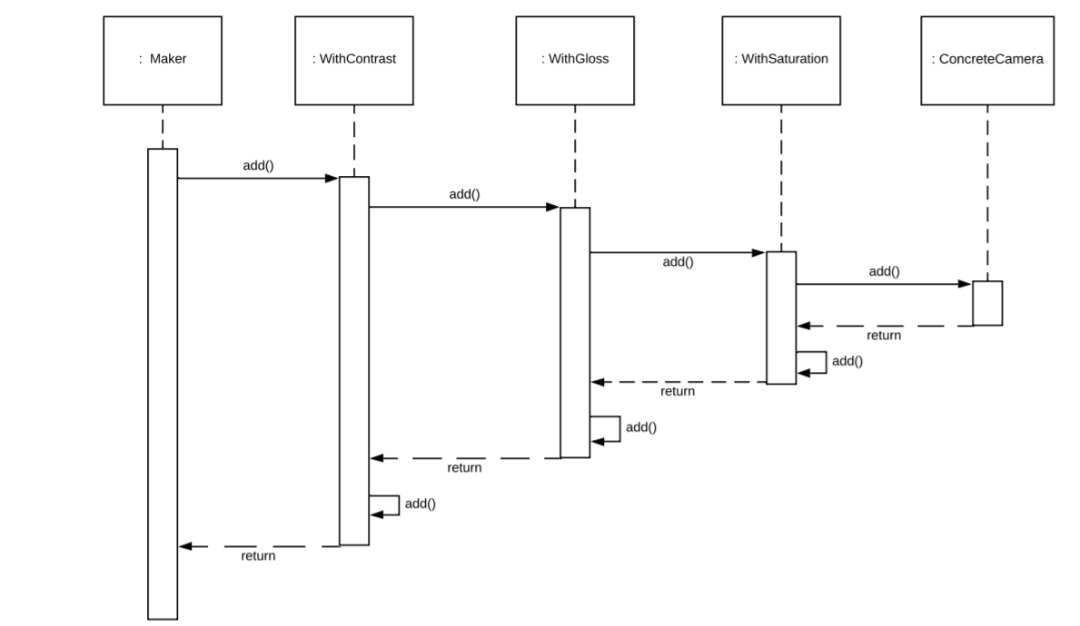 : Maker
: WithContrast
: WithGloss
: WithSaturation
: ConcreteCamera
add()
add()
add()
add()
return
add()
return
add()
return
add()
return